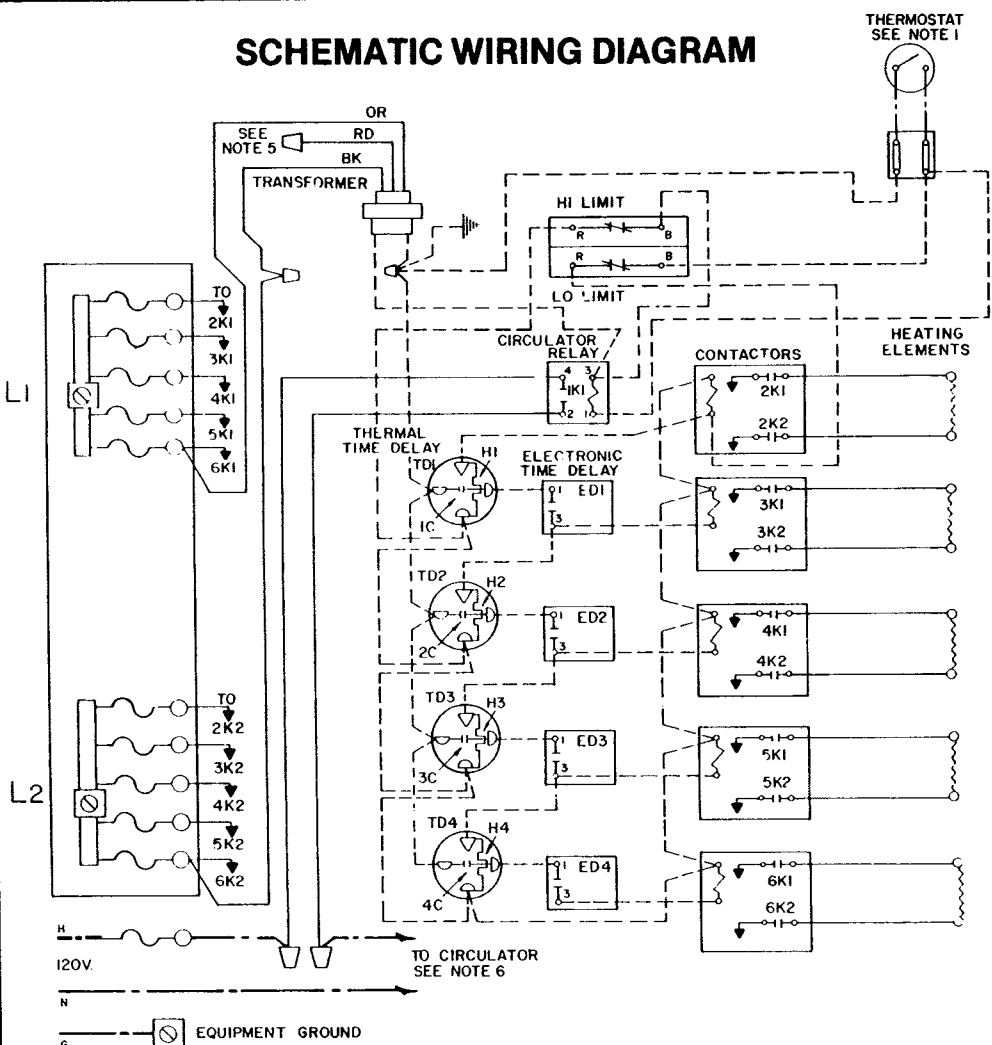 SCHEMATIC WIRING DIAGRAM
THERMOSTAT
SEE NOTE 1
OR
SEE
NOTE 5
RD
BK
TRANSFORMER
HI LIMIT
R
B
R
B
LO LIMIT
CIRCULATOR
RELAY
4
3
1K1
2
1
CONTACTORS
HEATING
ELEMENTS
L1
TO
2K1
3K1
4K1
5K1
6K1
L2
TO
2K2
3K2
4K2
5K2
6K2
THERMAL
TIME DELAY
ELECTRONIC
TIME DELAY
TD1
H1
1C
1
ED1
3
2K1
2K2
TD2
H2
2C
1
ED2
3
3K1
3K2
TD3
H3
3C
1
ED3
3
4K1
4K2
TD4
H4
4C
1
ED4
3
5K1
5K2
6K1
6K2
H
120V.
N
G
TO CIRCULATOR
SEE NOTE 6
EQUIPMENT GROUND